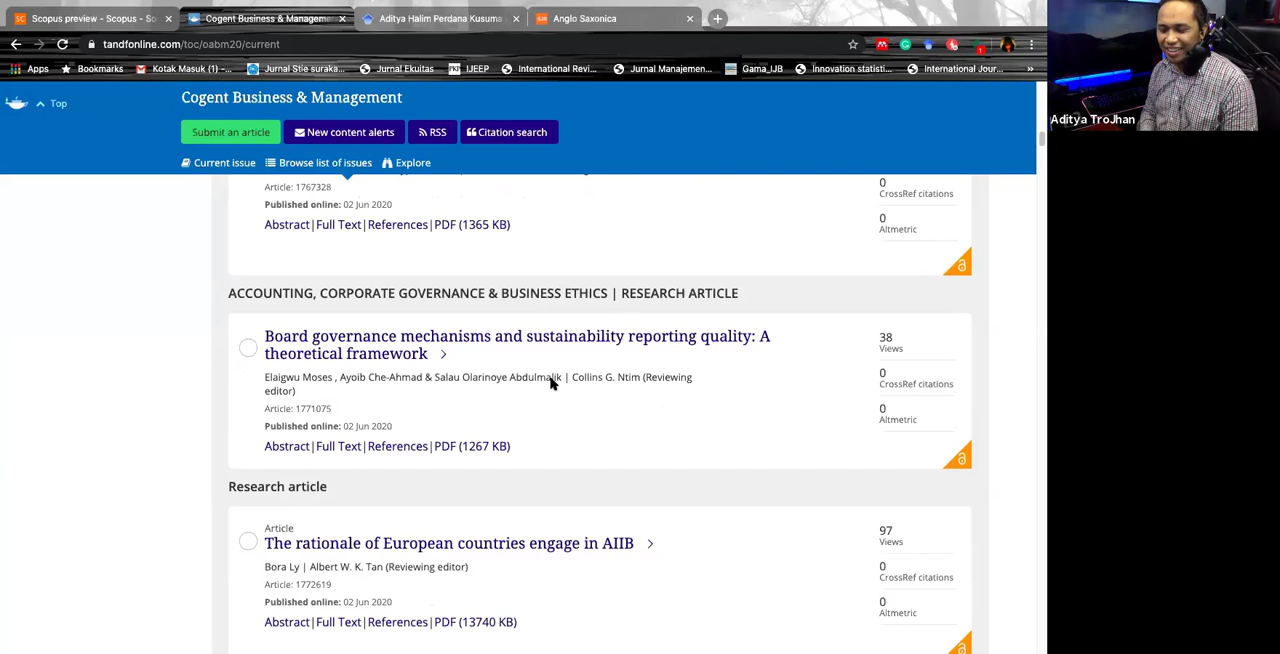 Scopus preview - Scopus - So
Cogent Business & Management
Aditya Halim Perdana Kusuma
Anglo Saxonica
tandfonline.com/toc/oabm20/current
Apps
Bookmarks
Kotak Masuk (1) -...
Jurnal Stie suraka...
Jurnal Ekuitas
IJEEP
International Revi...
Jurnal Manajemen...
Gama_IJB
Innovation statisti...
International Jour...
»
Aditya TroJhan
Top
Cogent Business & Management
Submit an article
New content alerts
RSS
Citation search
Current issue
Browse list of issues
Explore
Article: 1767328
Published online: 02 Jun 2020
Abstract|Full Text|References|PDF (1365 KB)
0
CrossRef citations
0
Altmetric
ACCOUNTING, CORPORATE GOVERNANCE & BUSINESS ETHICS | RESEARCH ARTICLE
Board governance mechanisms and sustainability reporting quality: A
theoretical framework
Elaigwu Moses , Ayoib Che-Ahmad & Salau Olarinoye Abdulmalik | Collins G. Ntim (Reviewing
editor)
Article: 1771075
Published online: 02 Jun 2020
Abstract|Full Text|References|PDF (1267 KB)
38
Views
0
CrossRef citations
0
Altmetric
Research article
Article
The rationale of European countries engage in AIIB
Bora Ly | Albert W. K. Tan (Reviewing editor)
Article: 1772619
Published online: 02 Jun 2020
Abstract|Full Text|References|PDF (13740 KB)
97
Views
0
CrossRef citations
0
Altmetric